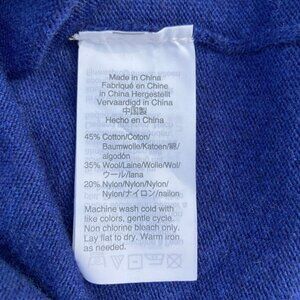 Made in China
Fabriqué en Chine
in China Hergestellt
Vervaardigd in China
中国製
Hecho en China
45% Cotton/Coton/
Baumwolle/Katoen/綿/
algodón
35% Wool/Laine/Wolle/Wol/
ウール/lana
20% Nylon/Nylon/Nylon/
Nylon/ナイロン/nailon
Machine wash cold with
like colors, gentle cycle.
Non chlorine bleach only.
Lay flat to dry. Warm iron
as needed.